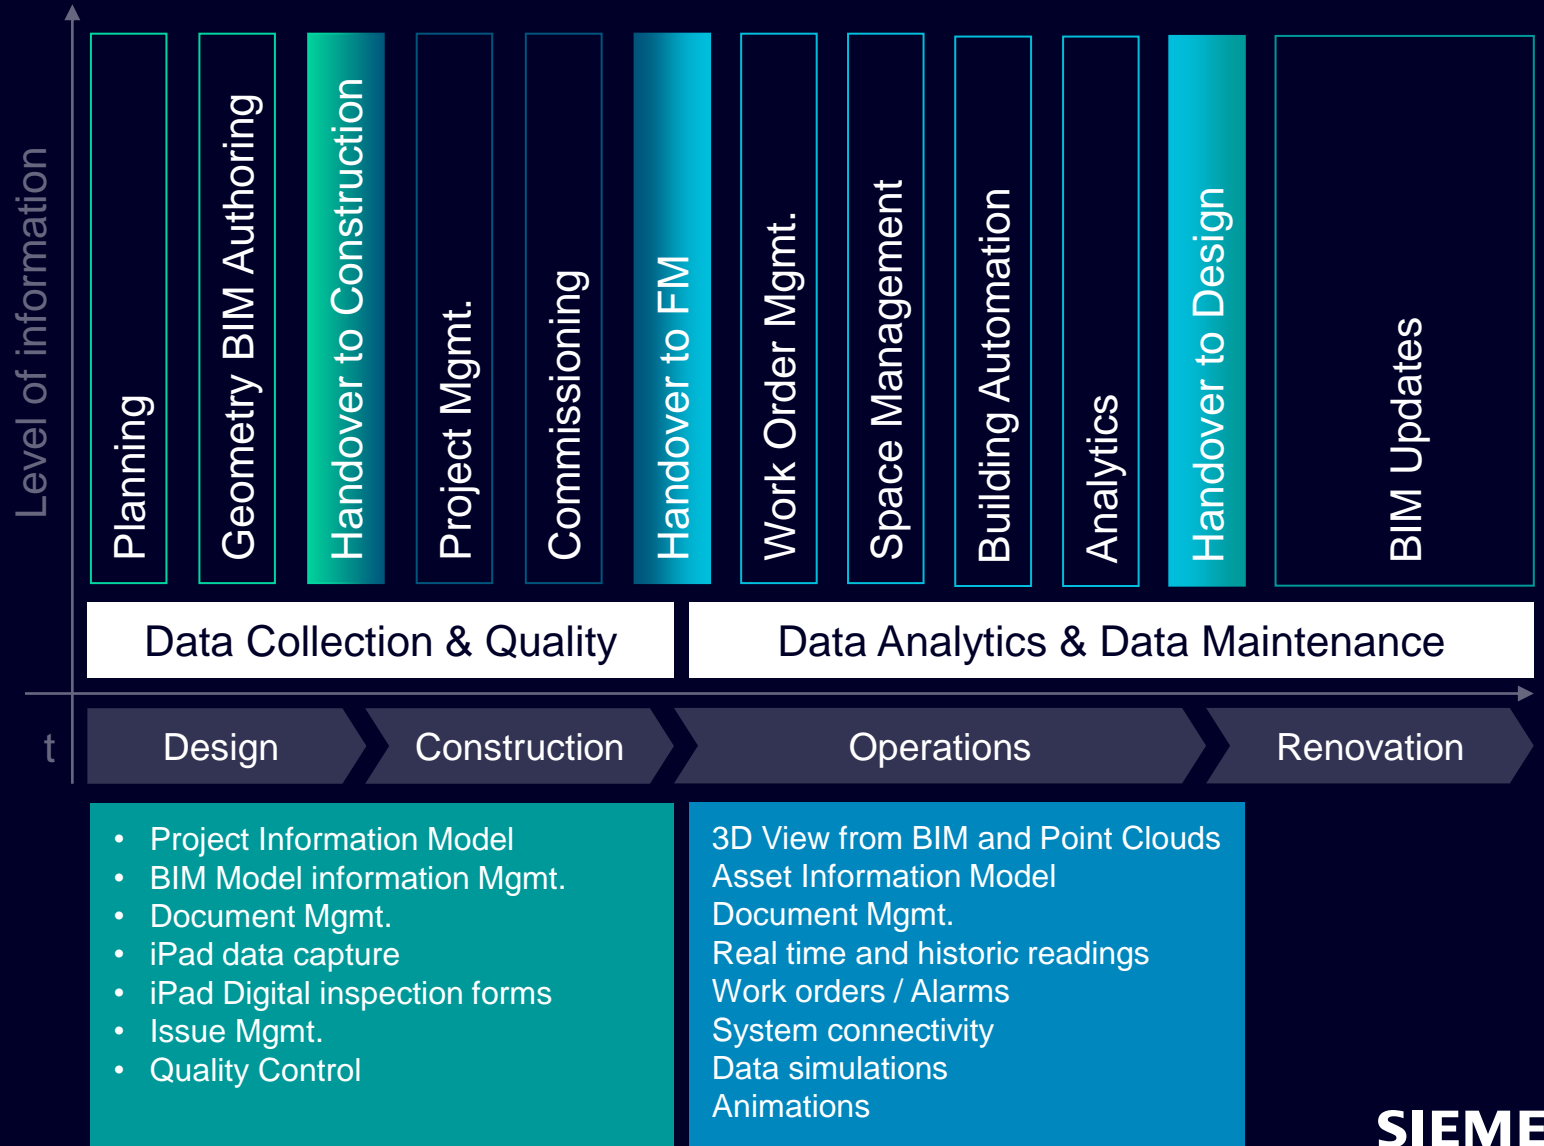 Level of information
Planning
Geometry BIM Authoring
Handover to Construction
Project Mgmt.
Commissioning
Handover to FM
Work Order Mgmt.
Space Management
Building Automation
Analytics
Handover to Design
BIM Updates
Data Collection & Quality
Data Analytics & Data Maintenance
t
Design
Construction
Operations
Renovation
• Project Information Model
• BIM Model information Mgmt.
• Document Mgmt.
• iPad data capture
• iPad Digital inspection forms
• Issue Mgmt.
• Quality Control
3D View from BIM and Point Clouds
Asset Information Model
Document Mgmt.
Real time and historic readings
Work orders / Alarms
System connectivity
Data simulations
Animations
SIEME